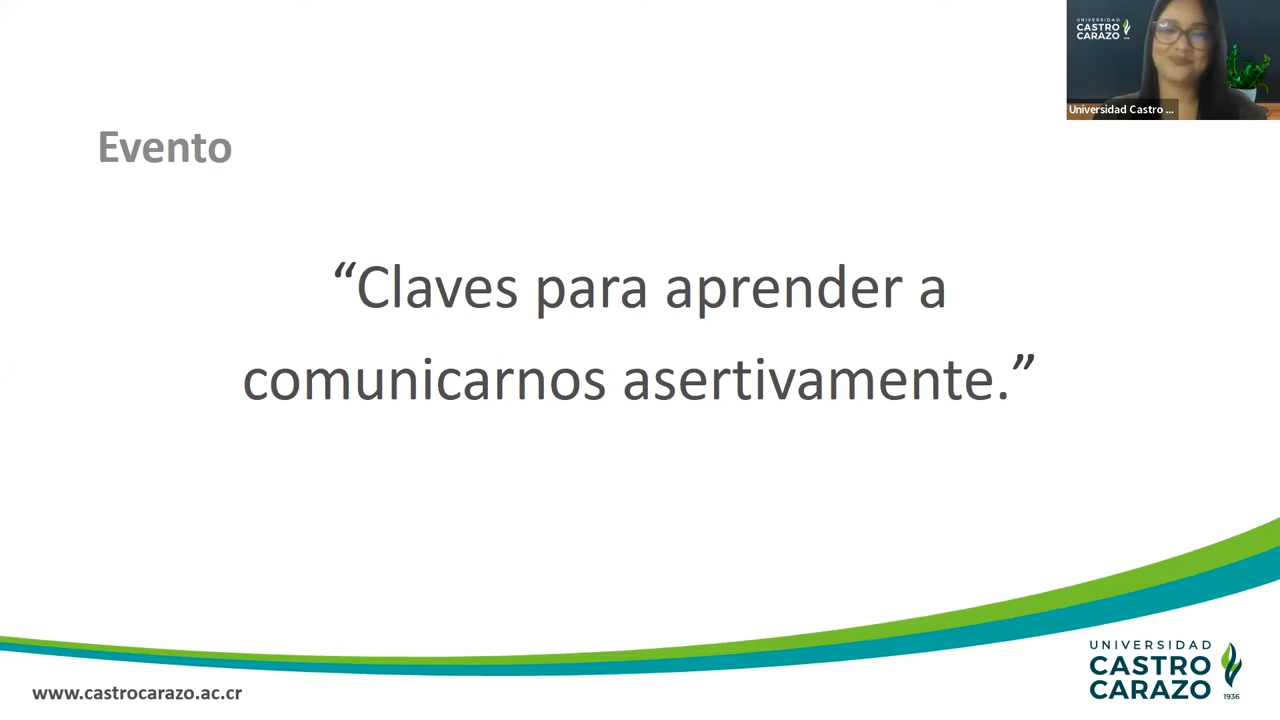 UNIVERSIDAD
CASTRO
CARAZO
Universidad Castro ...
Evento
“Claves para aprender a
comunicarnos asertivamente.”
www.castrocarazo.ac.cr
UNIVERSIDAD
CASTRO
CARAZO
1936